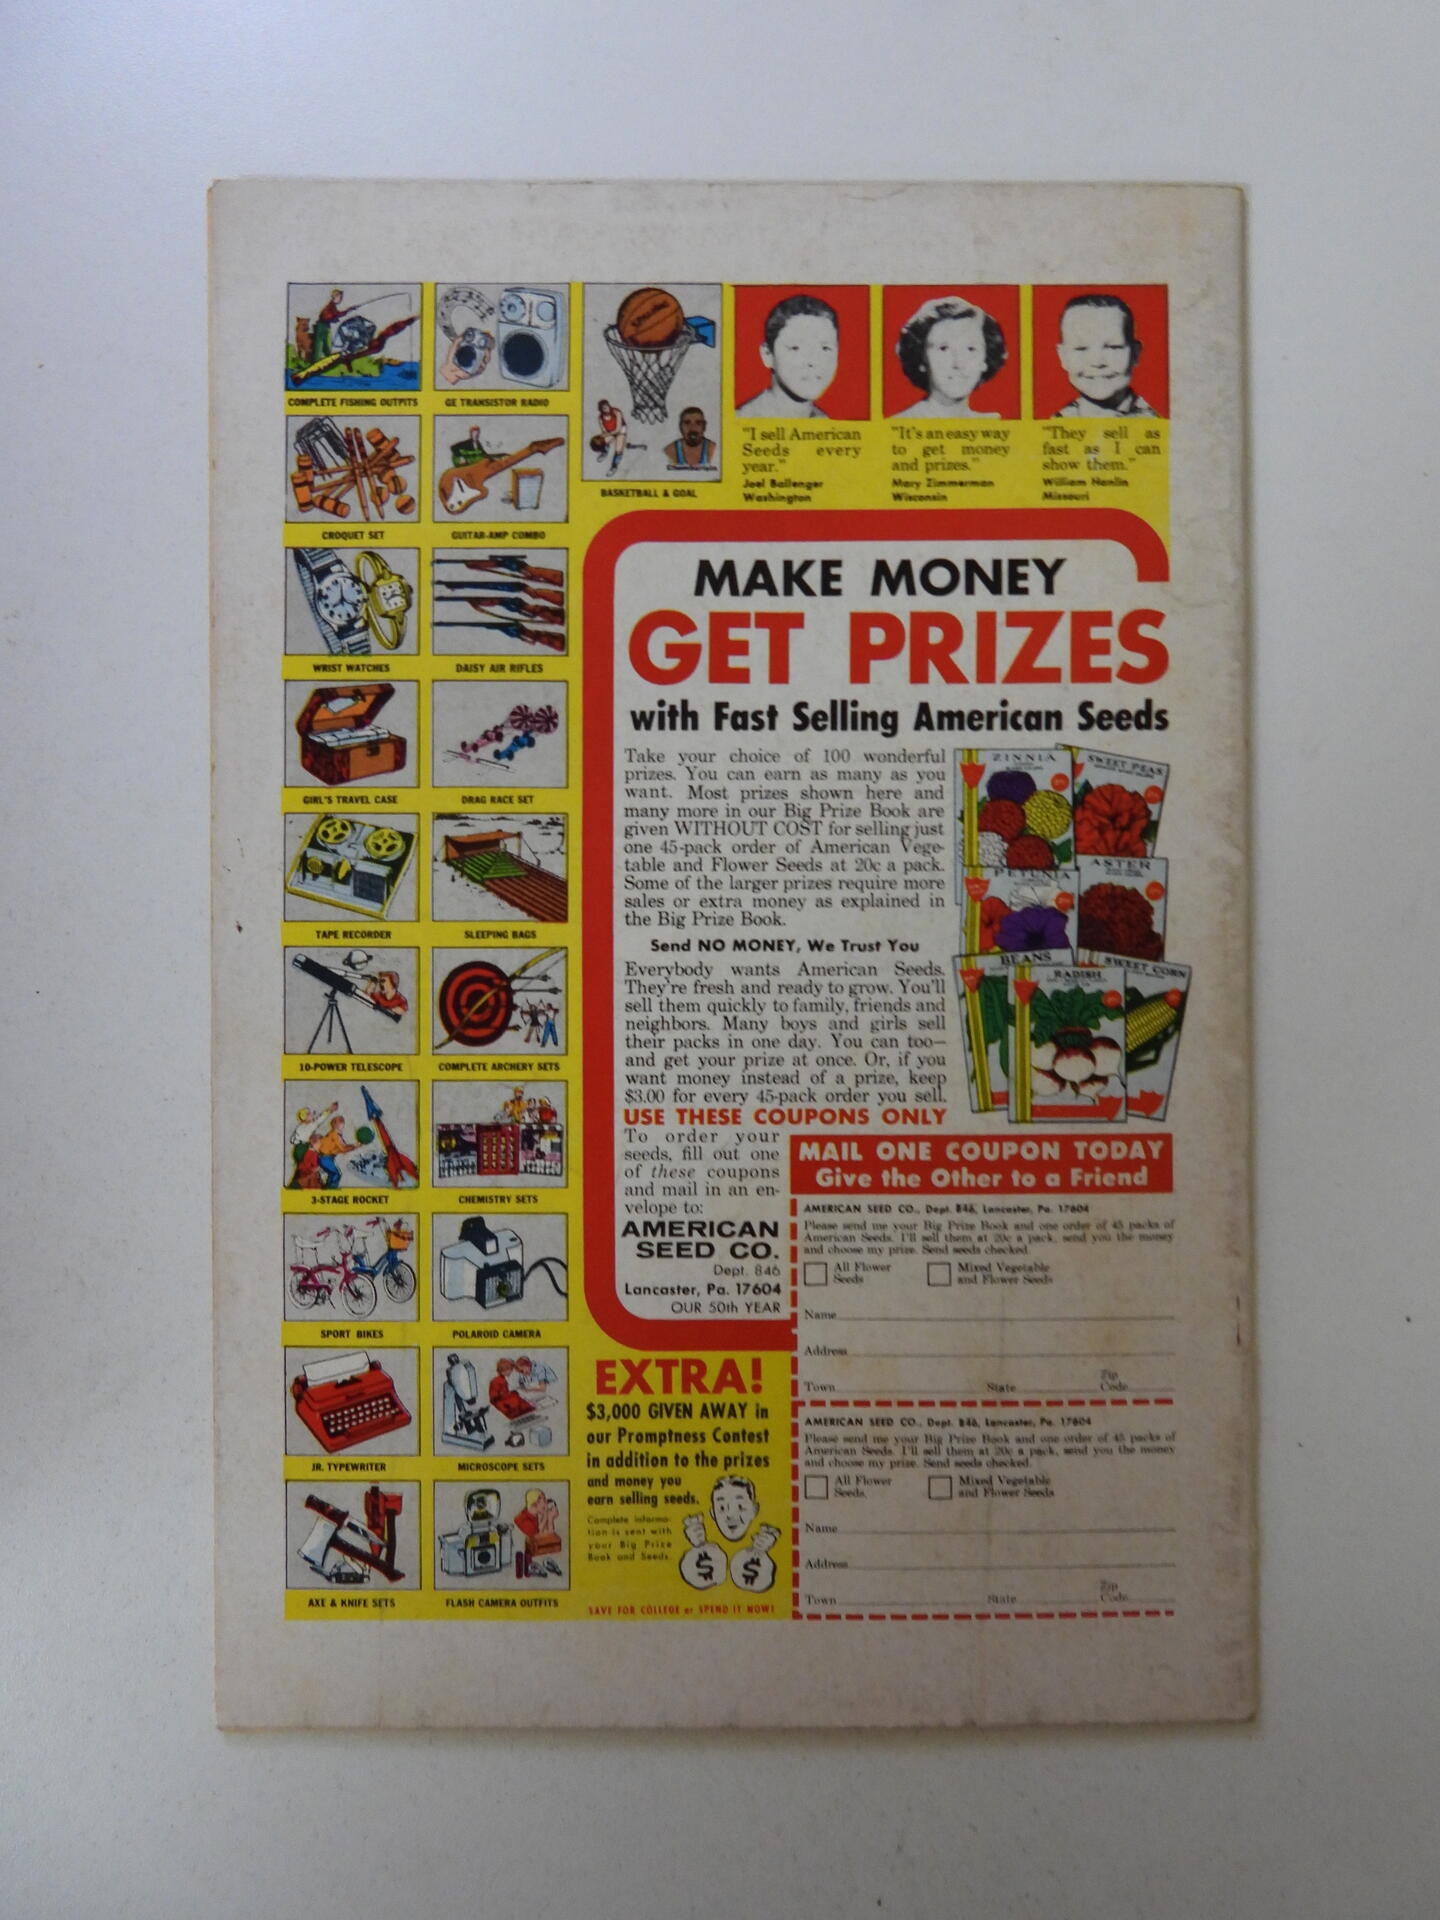 COMPLETE FISHING OUTFITS
GE TRANSISTOR RADIO
CROQUET SET
GUITAR-AMP COMBO
WRIST WATCHES
DAISY AIR RIFLES
GIRL'S TRAVEL CASE
DRAG RACE SET
TAPE RECORDER
SLEEPING BAGS
10-POWER TELESCOPE
COMPLETE ARCHERY SETS
3-STAGE ROCKET
CHEMISTRY SETS
SPORT BIKES
POLAROID CAMERA
JR. TYPEWRITER
MICROSCOPE SETS
AXE & KNIFE SETS
FLASH CAMERA OUTFITS
SPALDING
Barry
Chamberlain
BASKETBALL & GOAL
"I sell American
Seeds every
year."
Joel Ballenger
Washington
"It's an easy way
to get money
and prizes."
Mary Zimmerman
Wisconsin
"They sell as
fast as I can
show them."
William Hanlin
Missouri
MAKE MONEY
GET PRIZES
with Fast Selling American Seeds
Take your choice of 100 wonderful
prizes. You can earn as many as you
want. Most prizes shown here and
many more in our Big Prize Book are
given WITHOUT COST for selling just
one 45-pack order of American Vege-
table and Flower Seeds at 20c a pack.
Some of the larger prizes require more
sales or extra money as explained in
the Big Prize Book.
Send NO MONEY, We Trust You
Everybody wants American Seeds.
They're fresh and ready to grow. You'll
sell them quickly to family, friends and
neighbors. Many boys and girls sell
their packs in one day. You can too—
and get your prize at once. Or, if you
want money instead of a prize, keep
$3.00 for every 45-pack order you sell.
USE THESE COUPONS ONLY
ZINNIA
SWEET PEAS
PETUNIA
ASTER
BEANS
RADISH
SWEET CORN
To order your
seeds, fill out one
of these coupons
and mail in an en-
velope to:
AMERICAN
SEED CO.
Dept. 846
Lancaster, Pa. 17604
OUR 50th YEAR
MAIL ONE COUPON TODAY
Give the Other to a Friend
AMERICAN SEED CO., Dept. 846, Lancaster, Pa. 17604
Please send me your Big Prize Book and one order of 45 packs of
American Seeds. I'll sell them at 20c a pack, send you the money
and choose my prize. Send seeds checked.
All Flower
Seeds
Mixed Vegetable
and Flower Seeds
Name
Address
Town State Zip Code
AMERICAN SEED CO., Dept. 846, Lancaster, Pa. 17604
Please send me your Big Prize Book and one order of 45 packs of
American Seeds. I'll sell them at 20c a pack, send you the money
and choose my prize. Send seeds checked.
All Flower
Seeds.
Mixed Vegetable
and Flower Seeds
Name
Address
Town State Zip Code
EXTRA!
$3,000 GIVEN AWAY in
our Promptness Contest
in addition to the prizes
and money you
earn selling seeds.
Complete informa-
tion is sent with
your Big Prize
Book and Seeds.
$ $
SAVE FOR COLLEGE or SPEND IT NOW!